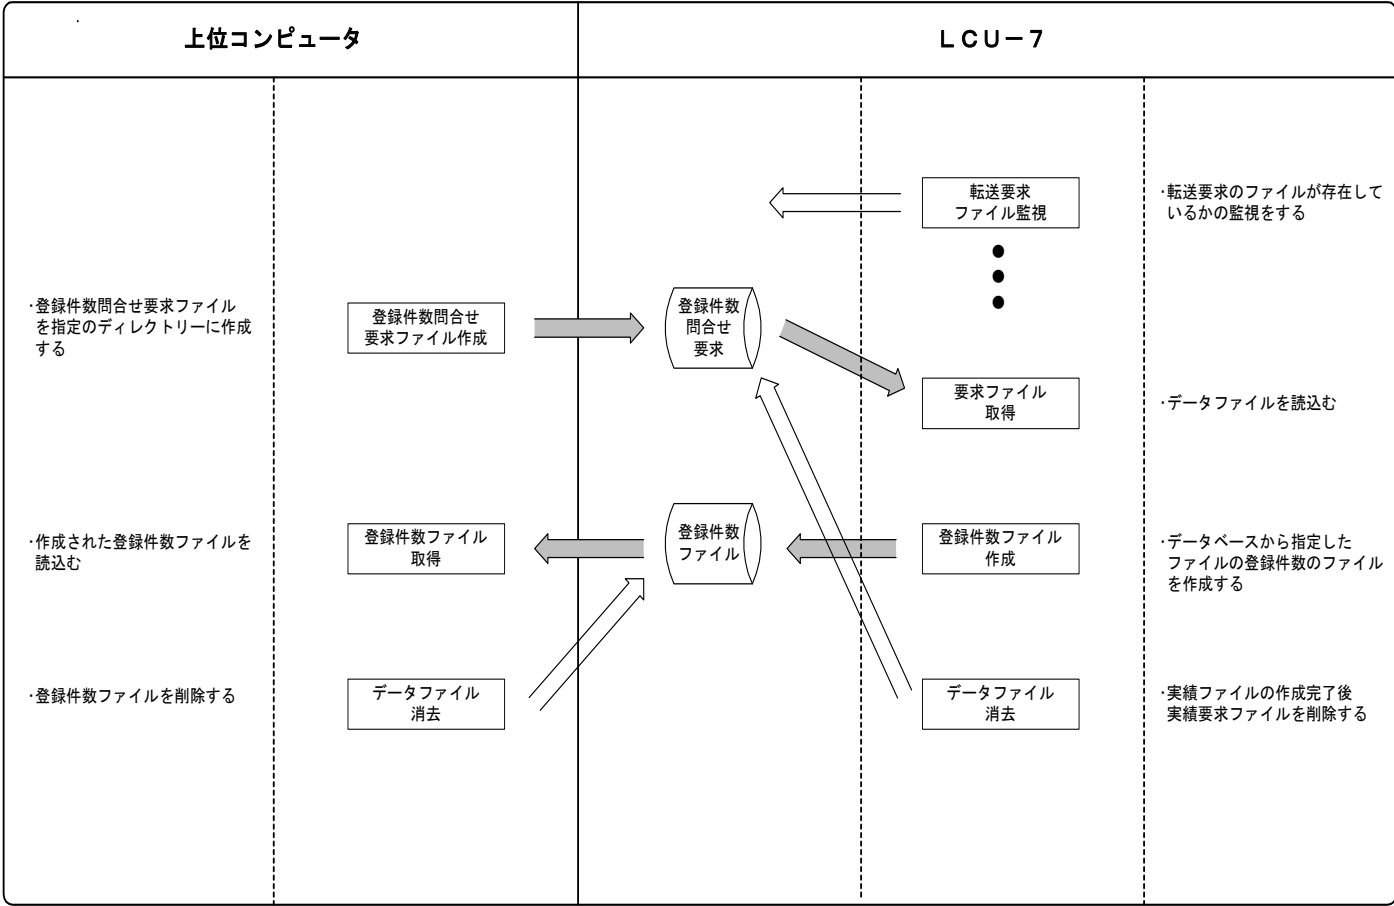 上位コンピュータ
LCU－7
転送要求
ファイル監視
・転送要求のファイルが存在して
いるかの監視をする
・登録件数問合せ要求ファイル
を指定のディレクトリーに作成
する
登録件数問合せ
要求ファイル作成
登録件数
問合せ
要求
要求ファイル
取得
・データファイルを読込む
・作成された登録件数ファイルを
読込む
登録件数ファイル
取得
登録件数
ファイル
登録件数ファイル
作成
・データベースから指定した
ファイルの登録件数のファイル
を作成する
・登録件数ファイルを削除する
データファイル
消去
データファイル
消去
・実績ファイルの作成完了後
実績要求ファイルを削除する